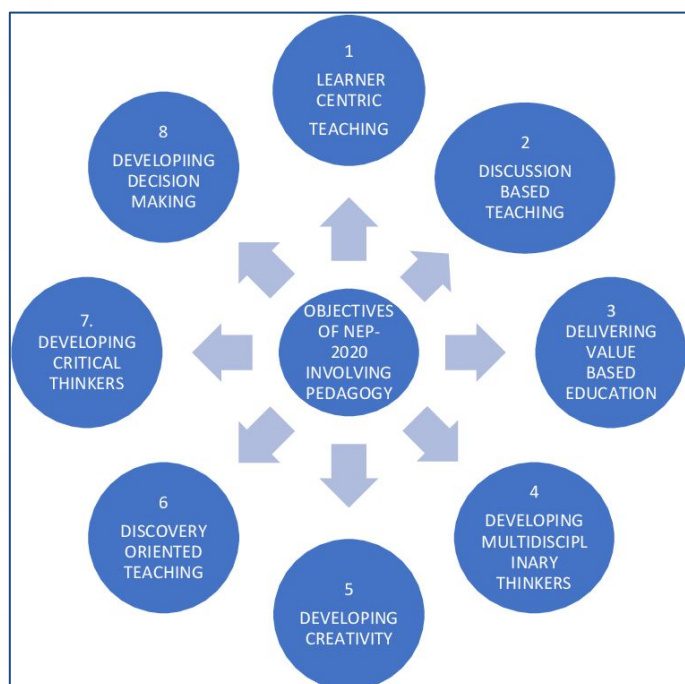 1
LEARNER
CENTRIC
TEACHING
2
DISCUSSION
BASED
TEACHING
3
DELIVERING
VALUE
BASED
EDUCATION
4
DEVELOPING
MULTIDISCIPL
INARY
THINKERS
5
DEVELOPING
CREATIVITY
6
DISCOVERY
ORIENTED
TEACHING
7.
DEVELOPING
CRITICAL
THINKERS
8
DEVELOPIING
DECISION
MAKING
OBJECTIVES
OF NEP-
2020
INVOLVING
PEDAGOGY